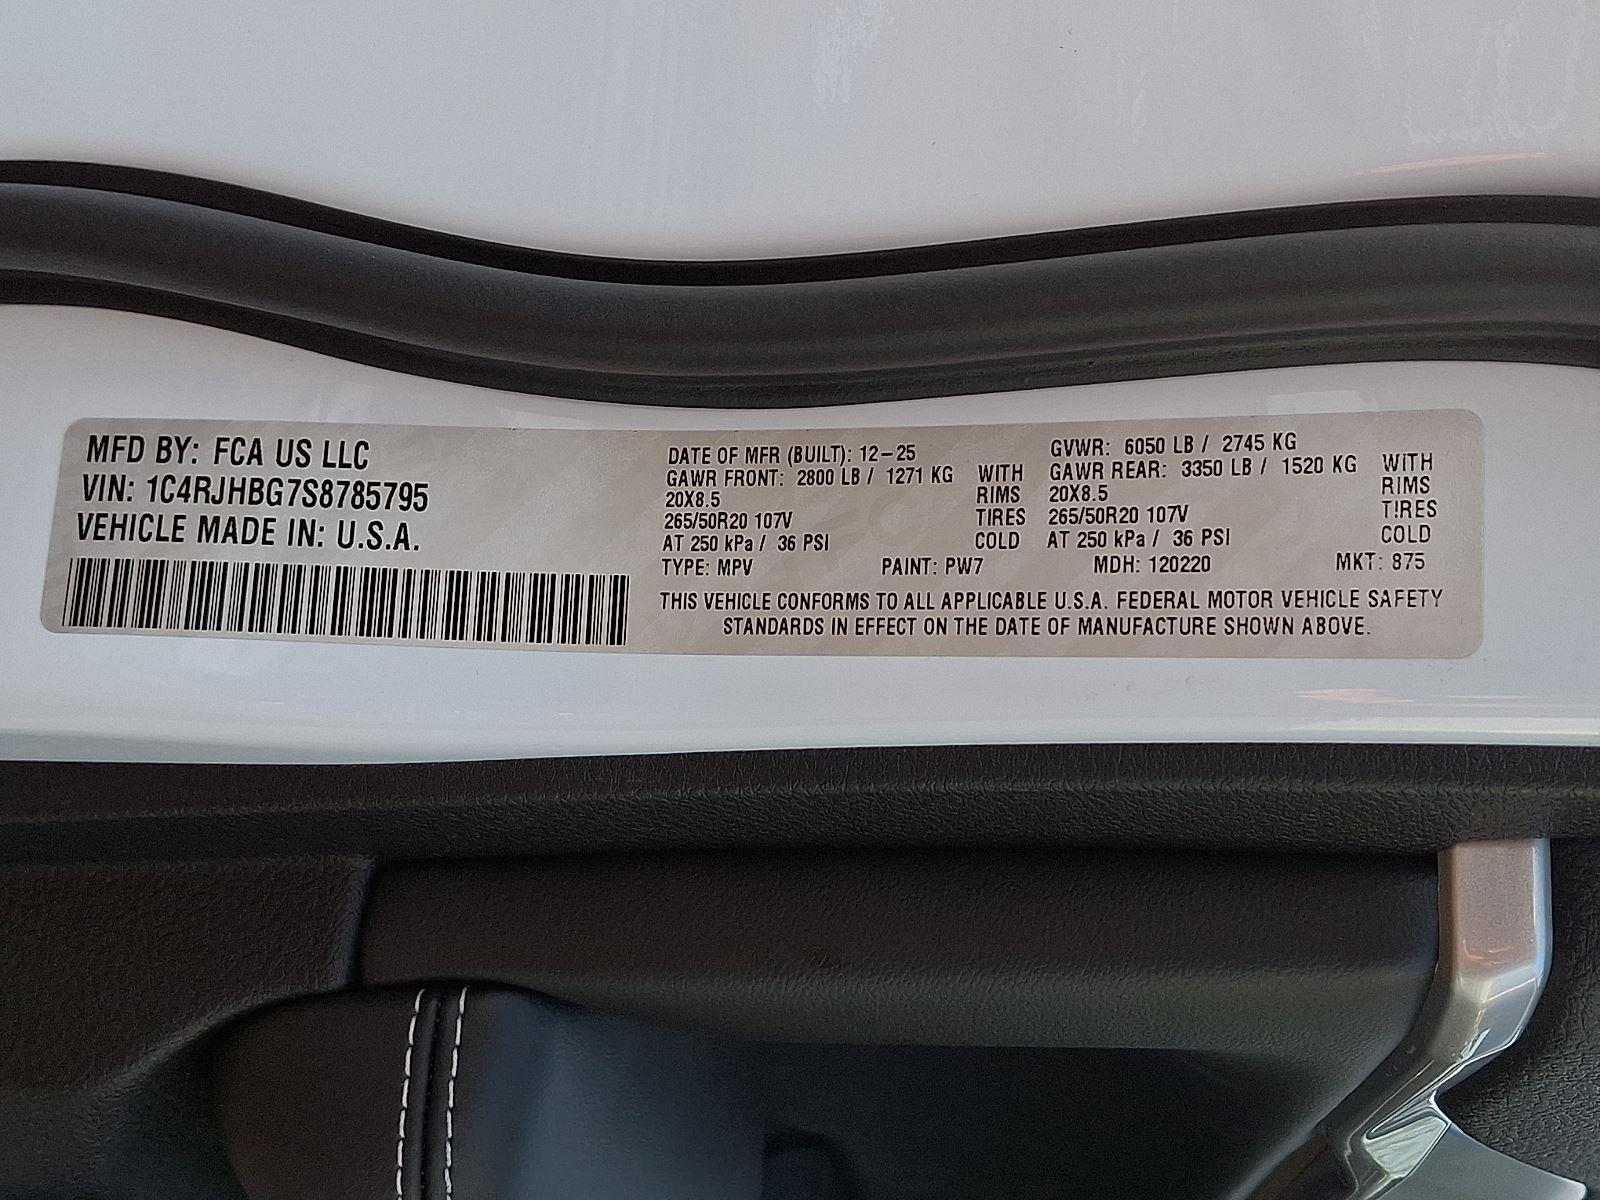 MFD BY: FCA US LLC
VIN: 1C4RJHBG7S8785795
VEHICLE MADE IN: U.S.A.
DATE OF MFR (BUILT): 12-25
GAWR FRONT: 2800 LB / 1271 KG WITH
20X8.5 RIMS
265/50R20 107V TIRES
AT 250 kPa / 36 PSI COLD
GVWR: 6050 LB / 2745 KG
GAWR REAR: 3350 LB / 1520 KG WITH
20X8.5 RIMS
265/50R20 107V TIRES
AT 250 kPa / 36 PSI COLD
TYPE: MPV PAINT: PW7 MDH: 120220 MKT: 875
THIS VEHICLE CONFORMS TO ALL APPLICABLE U.S.A. FEDERAL MOTOR VEHICLE SAFETY
STANDARDS IN EFFECT ON THE DATE OF MANUFACTURE SHOWN ABOVE.